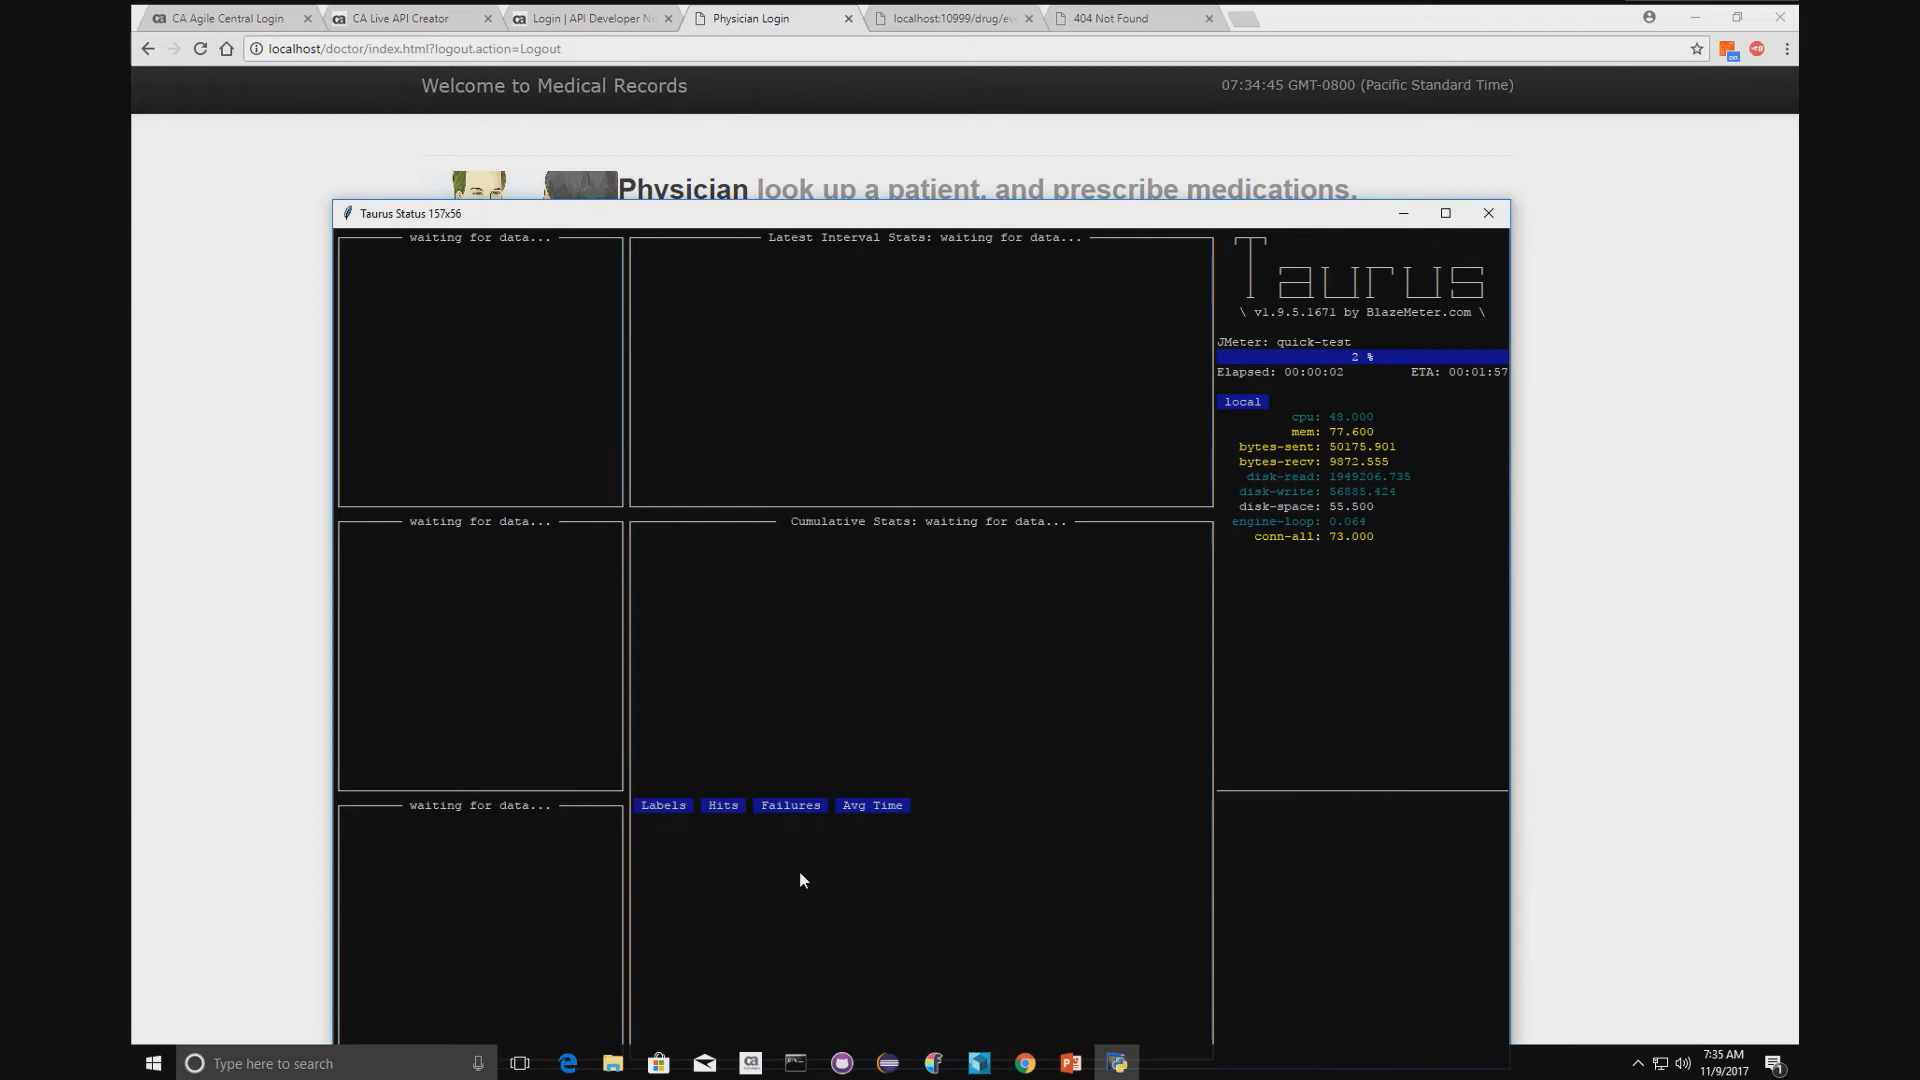 CA Agile Central Login
CA Live API Creator
Login | API Developer Ne
Physician Login
localhost:10999/drug/ev
404 Not Found
localhost/doctor/index.html?logout.action=Logout
Welcome to Medical Records
07:34:45 GMT-0800 (Pacific Standard Time)
Physician look up a patient, and prescribe medications.
Taurus Status 157x56
waiting for data...
Latest Interval Stats: waiting for data...
Taurus
\ v1.9.5.1671 by BlazeMeter.com \
JMeter: quick-test
2 %
Elapsed: 00:00:02 ETA: 00:01:57
local
cpu: 48.000
mem: 77.600
bytes-sent: 50175.901
bytes-recv: 9872.555
disk-read: 1949206.735
disk-write: 56885.424
disk-space: 55.500
engine-loop: 0.064
conn-all: 73.000
waiting for data...
Cumulative Stats: waiting for data...
waiting for data...
Labels Hits Failures Avg Time
Type here to search
7:35 AM
11/9/2017